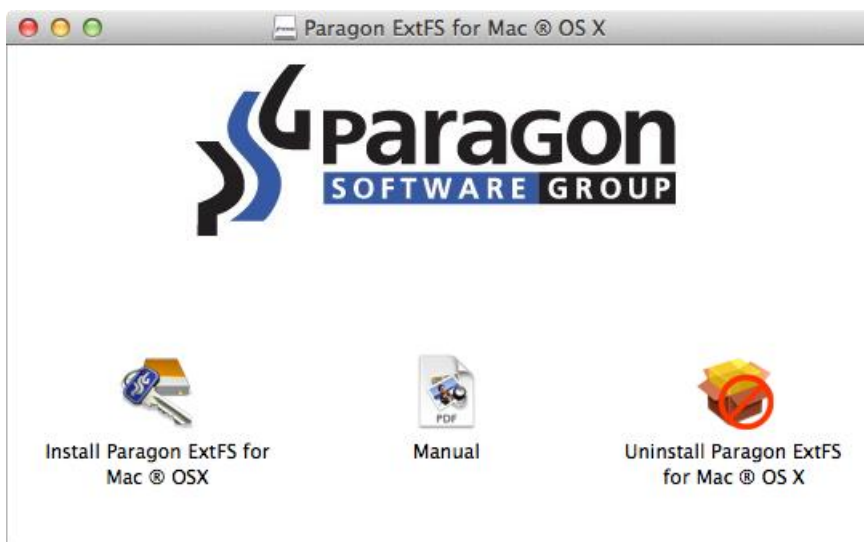 Paragon ExtFS for Mac ® OS X
Paragon
SOFTWARE GROUP
PDF
Install Paragon ExtFS for
Mac ® OSX
Manual
Uninstall Paragon ExtFS
for Mac ® OS X